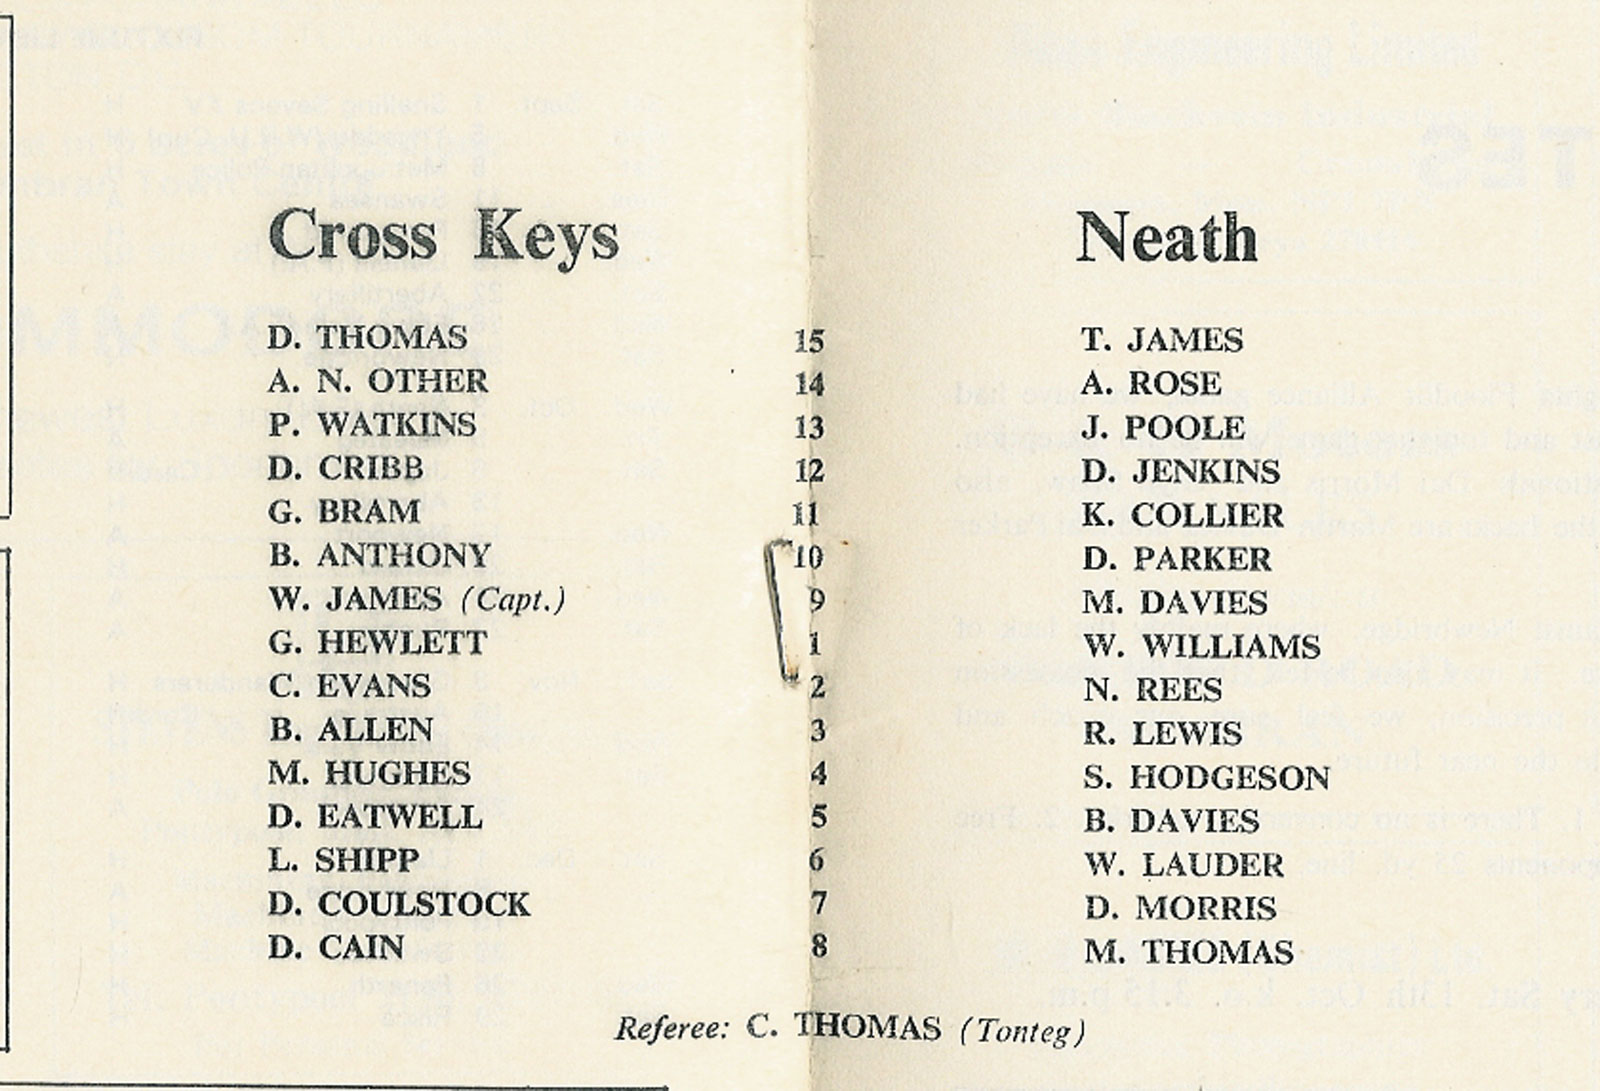 Cross Keys Neath
D. THOMAS 15 T. JAMES
A. N. OTHER 14 A. ROSE
P. WATKINS 13 J. POOLE
D. CRIBB 12 D. JENKINS
G. BRAM 11 K. COLLIER
B. ANTHONY 10 D. PARKER
W. JAMES (Capt.) 9 M. DAVIES
G. HEWLETT 1 W. WILLIAMS
C. EVANS 2 N. REES
B. ALLEN 3 R. LEWIS
M. HUGHES 4 S. HODGESON
D. EATWELL 5 B. DAVIES
L. SHIPP 6 W. LAUDER
D. COULSTOCK 7 D. MORRIS
D. CAIN 8 M. THOMAS
Referee: C. THOMAS (Tonteg)